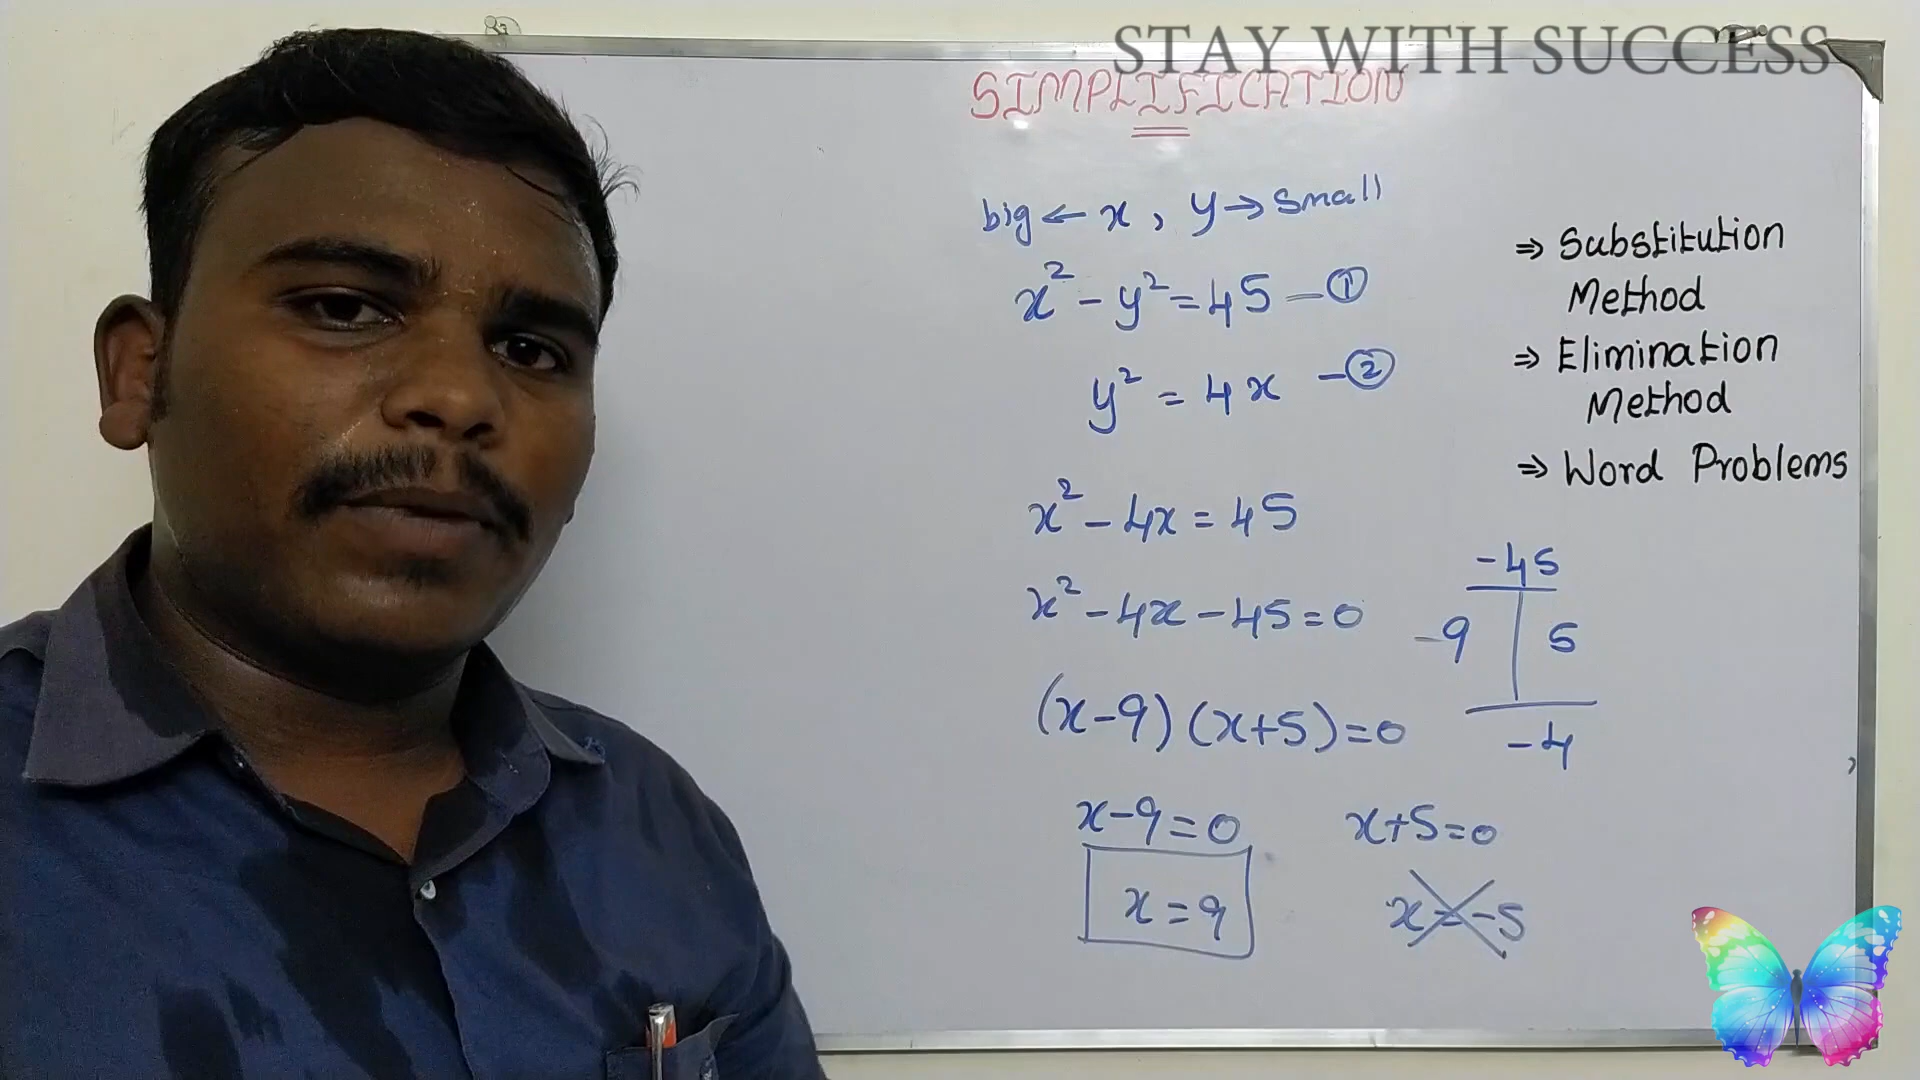 STAY WITH SUCCESS
SIMPLIFICATION
big ← x , y → small
x² - y² = 45 - ①
y² = 4x - ②
x² - 4x = 45
x² - 4x - 45 = 0
(x-9) (x+5) = 0
x-9=0
x=9
x+5=0
x=-5
⇒ Substitution
Method
⇒ Elimination
Method
⇒ Word Problems
-45
-9 | 5
-4